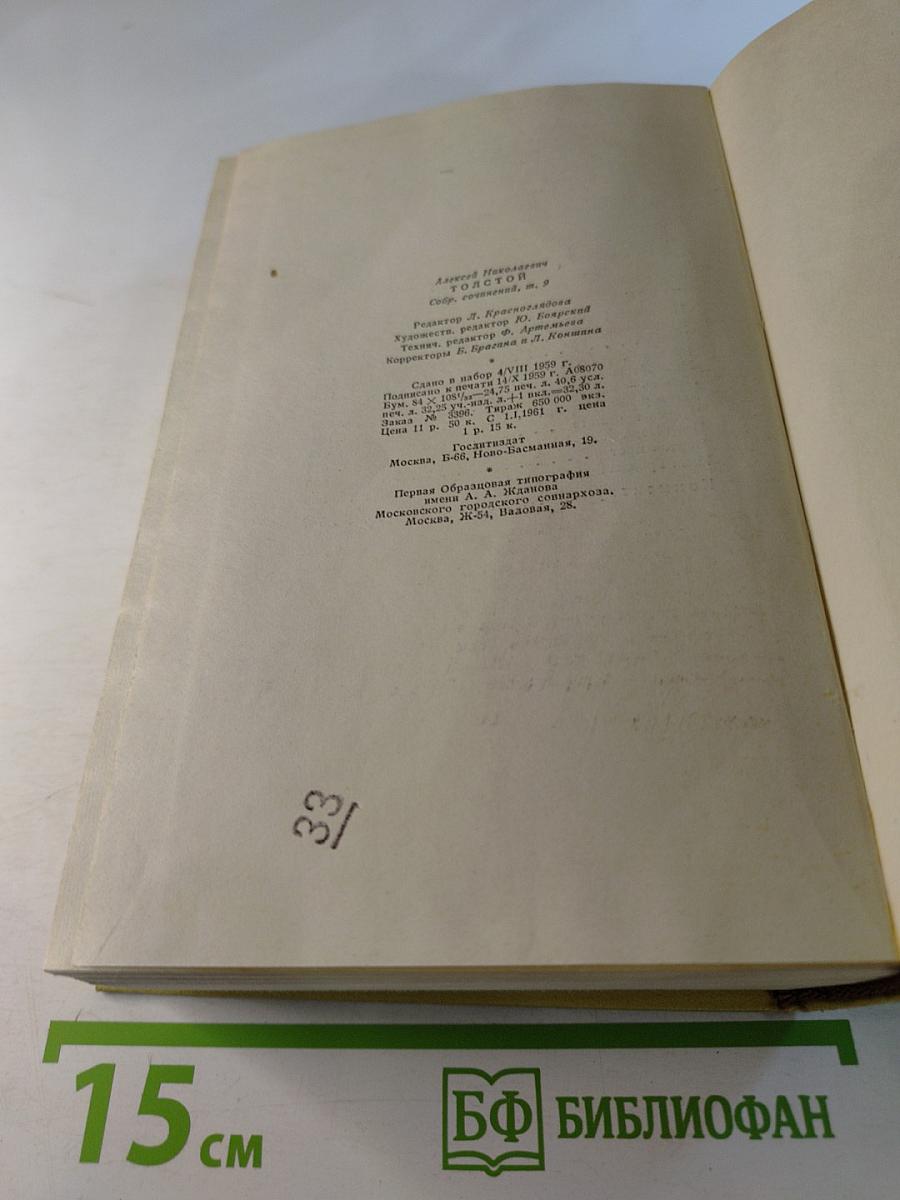 Алексей Николаевич
ТОЛСТОЙ
Собр. сочинений, т. 9
Редактор Л. Красноглядова
Художеств. редактор Ю. Боярский
Технич. редактор Ф. Артемьева
Корректоры Б. Брагина и Л. Коншина
*
Сдано в набор 4/VIII 1959 г.
Подписано к печати 14/X 1959 г. А08070
Бум. 84 × 108¹/₃₂—24,75 печ. л. 40,6 усл.
печ. л. 32,25 уч.-изд. л.+1 вкл.=32,30 л.
Заказ № 3396. Тираж 650 000 экз.
Цена 11 р. 50 к. С 1.I.1961 г. цена
1 р. 15 к.
Гослитиздат
Москва, Б-66, Ново-Басманная, 19.
*
Первая Образцовая типография
имени А. А. Жданова
Московского городского совнархоза.
Москва, Ж-54, Валовая, 28.
33
15 см
БФ БИБЛИОФАН